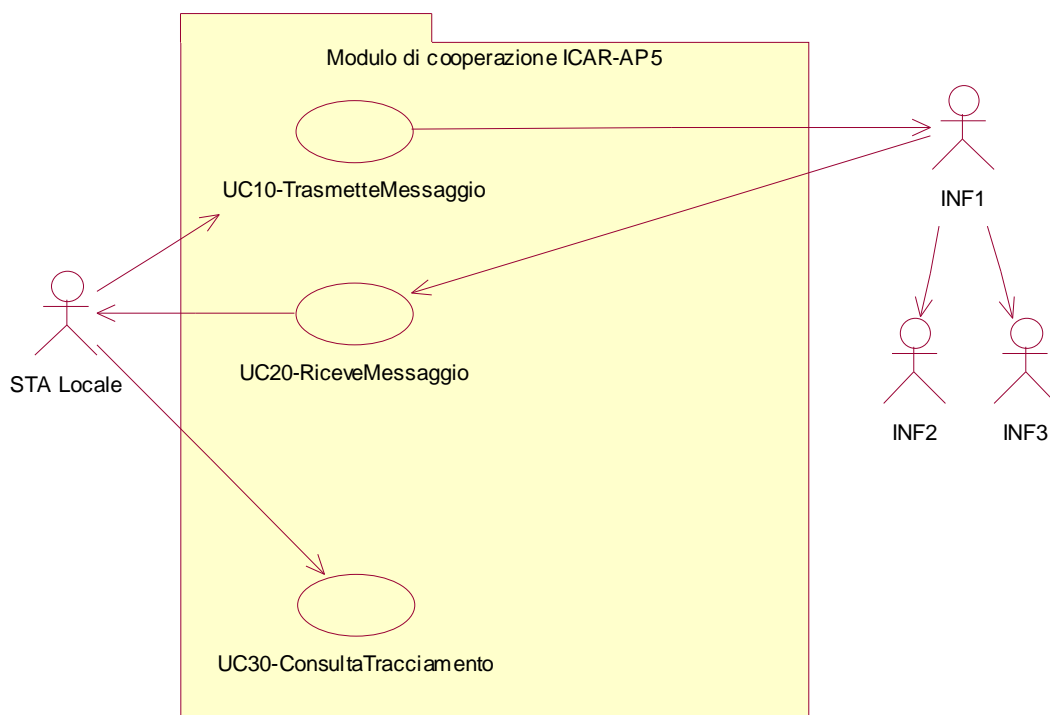 Modulo di cooperazione ICAR-AP5
UC10-TrasmetteMessaggio
INF1
UC20-RiceveMessaggio
STA Locale
INF2
INF3
UC30-ConsultaTracciamento